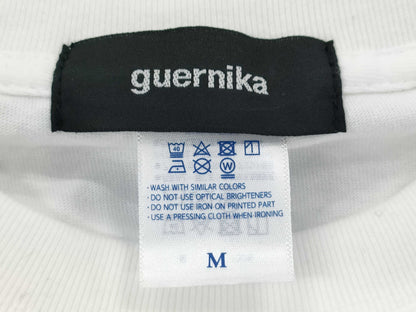 guernika
40
W
· WASH WITH SIMILAR COLORS
· DO NOT USE OPTICAL BRIGHTENERS
· DO NOT USE IRON ON PRINTED PART
· USE A PRESSING CLOTH WHEN IRONING
M